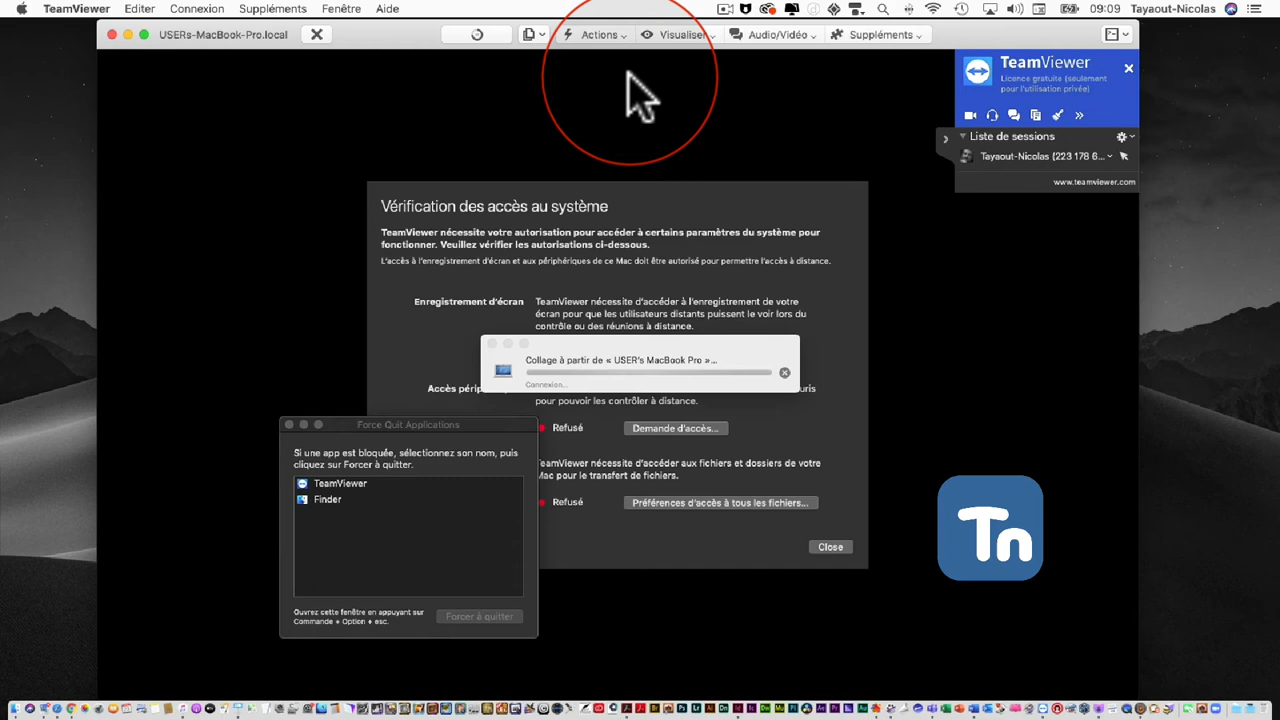 TeamViewer Editer Connexion Suppléments Fenêtre Aide 09:09 Tayaout-Nicolas
USERs-MacBook-Pro.local Actions Visualiser Audio/Vidéo Suppléments
TeamViewer
Licence gratuite (seulement
pour l'utilisation privée)
Liste de sessions
Tayaout-Nicolas (223 178 6...
www.teamviewer.com
Vérification des accès au système
TeamViewer nécessite votre autorisation pour accéder à certains paramètres du système pour
fonctionner. Veuillez vérifier les autorisations ci-dessous.
L'accès à l'enregistrement d'écran et aux périphériques de ce Mac doit être autorisé pour permettre l'accès à distance.
Enregistrement d'écran
TeamViewer nécessite d'accéder à l'enregistrement de votre
écran pour que les utilisateurs distants puissent le voir lors du
contrôle ou des réunions à distance.
Collage à partir de « USER's MacBook Pro »...
Connexion...
Accès
pour pouvoir les contrôler à distance.
Refusé Demande d'accès...
TeamViewer nécessite d'accéder aux fichiers et dossiers de votre
Mac pour le transfert de fichiers.
Refusé Préférences d'accès à tous les fichiers...
Close
Force Quit Applications
Si une app est bloquée, sélectionnez son nom, puis
cliquez sur Forcer à quitter.
TeamViewer
Finder
Ouvrez cette fenêtre en appuyant sur
Commande + Option + esc.
Forcer à quitter
Tn